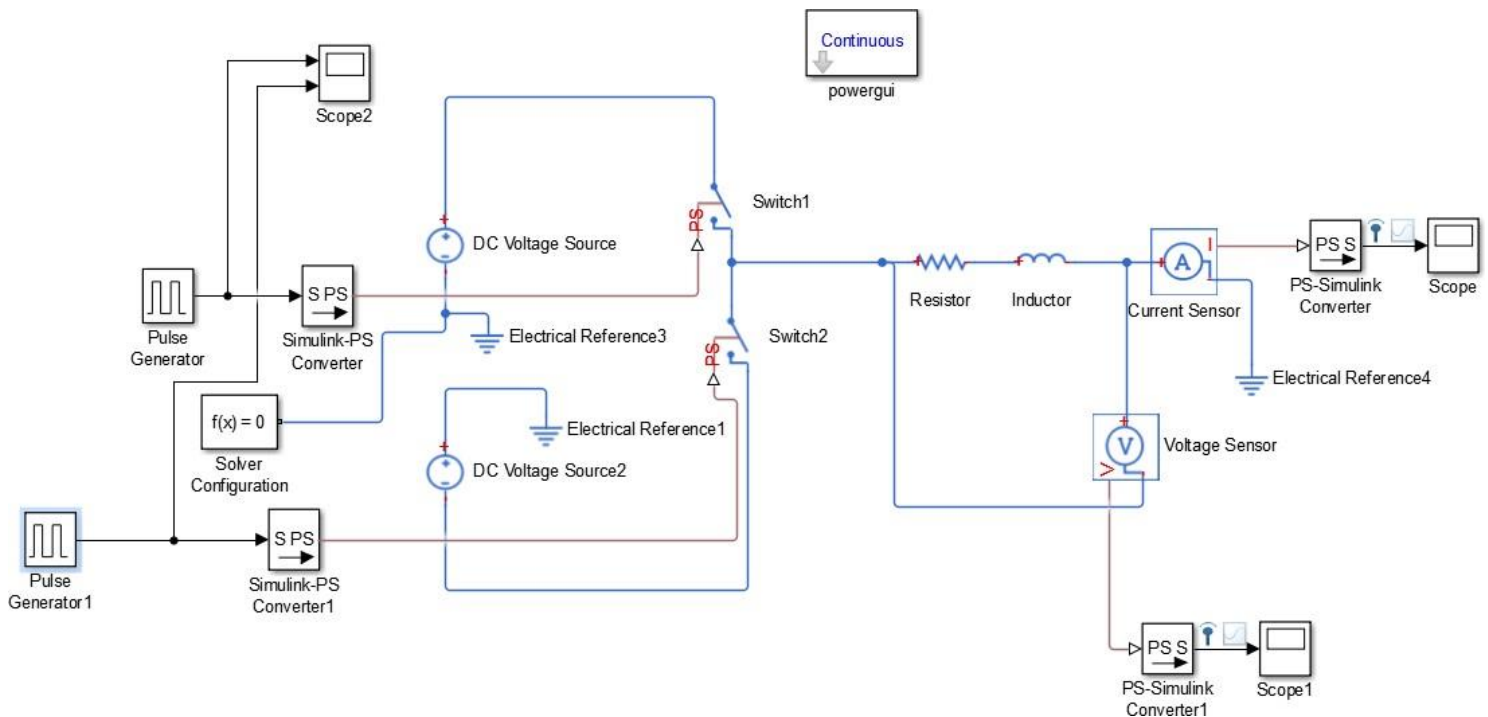 Continuous
powergui
Scope2
Switch1
PS
DC Voltage Source
S PS
Pulse
Generator
Simulink-PS
Converter
Electrical Reference3
Switch2
PS
Resistor
Inductor
A
I
Current Sensor
PS S
PS-Simulink
Converter
Scope
Electrical Reference4
f(x) = 0
Solver
Configuration
Electrical Reference1
DC Voltage Source2
V
V
Voltage Sensor
Pulse
Generator1
S PS
Simulink-PS
Converter1
PS S
PS-Simulink
Converter1
Scope1